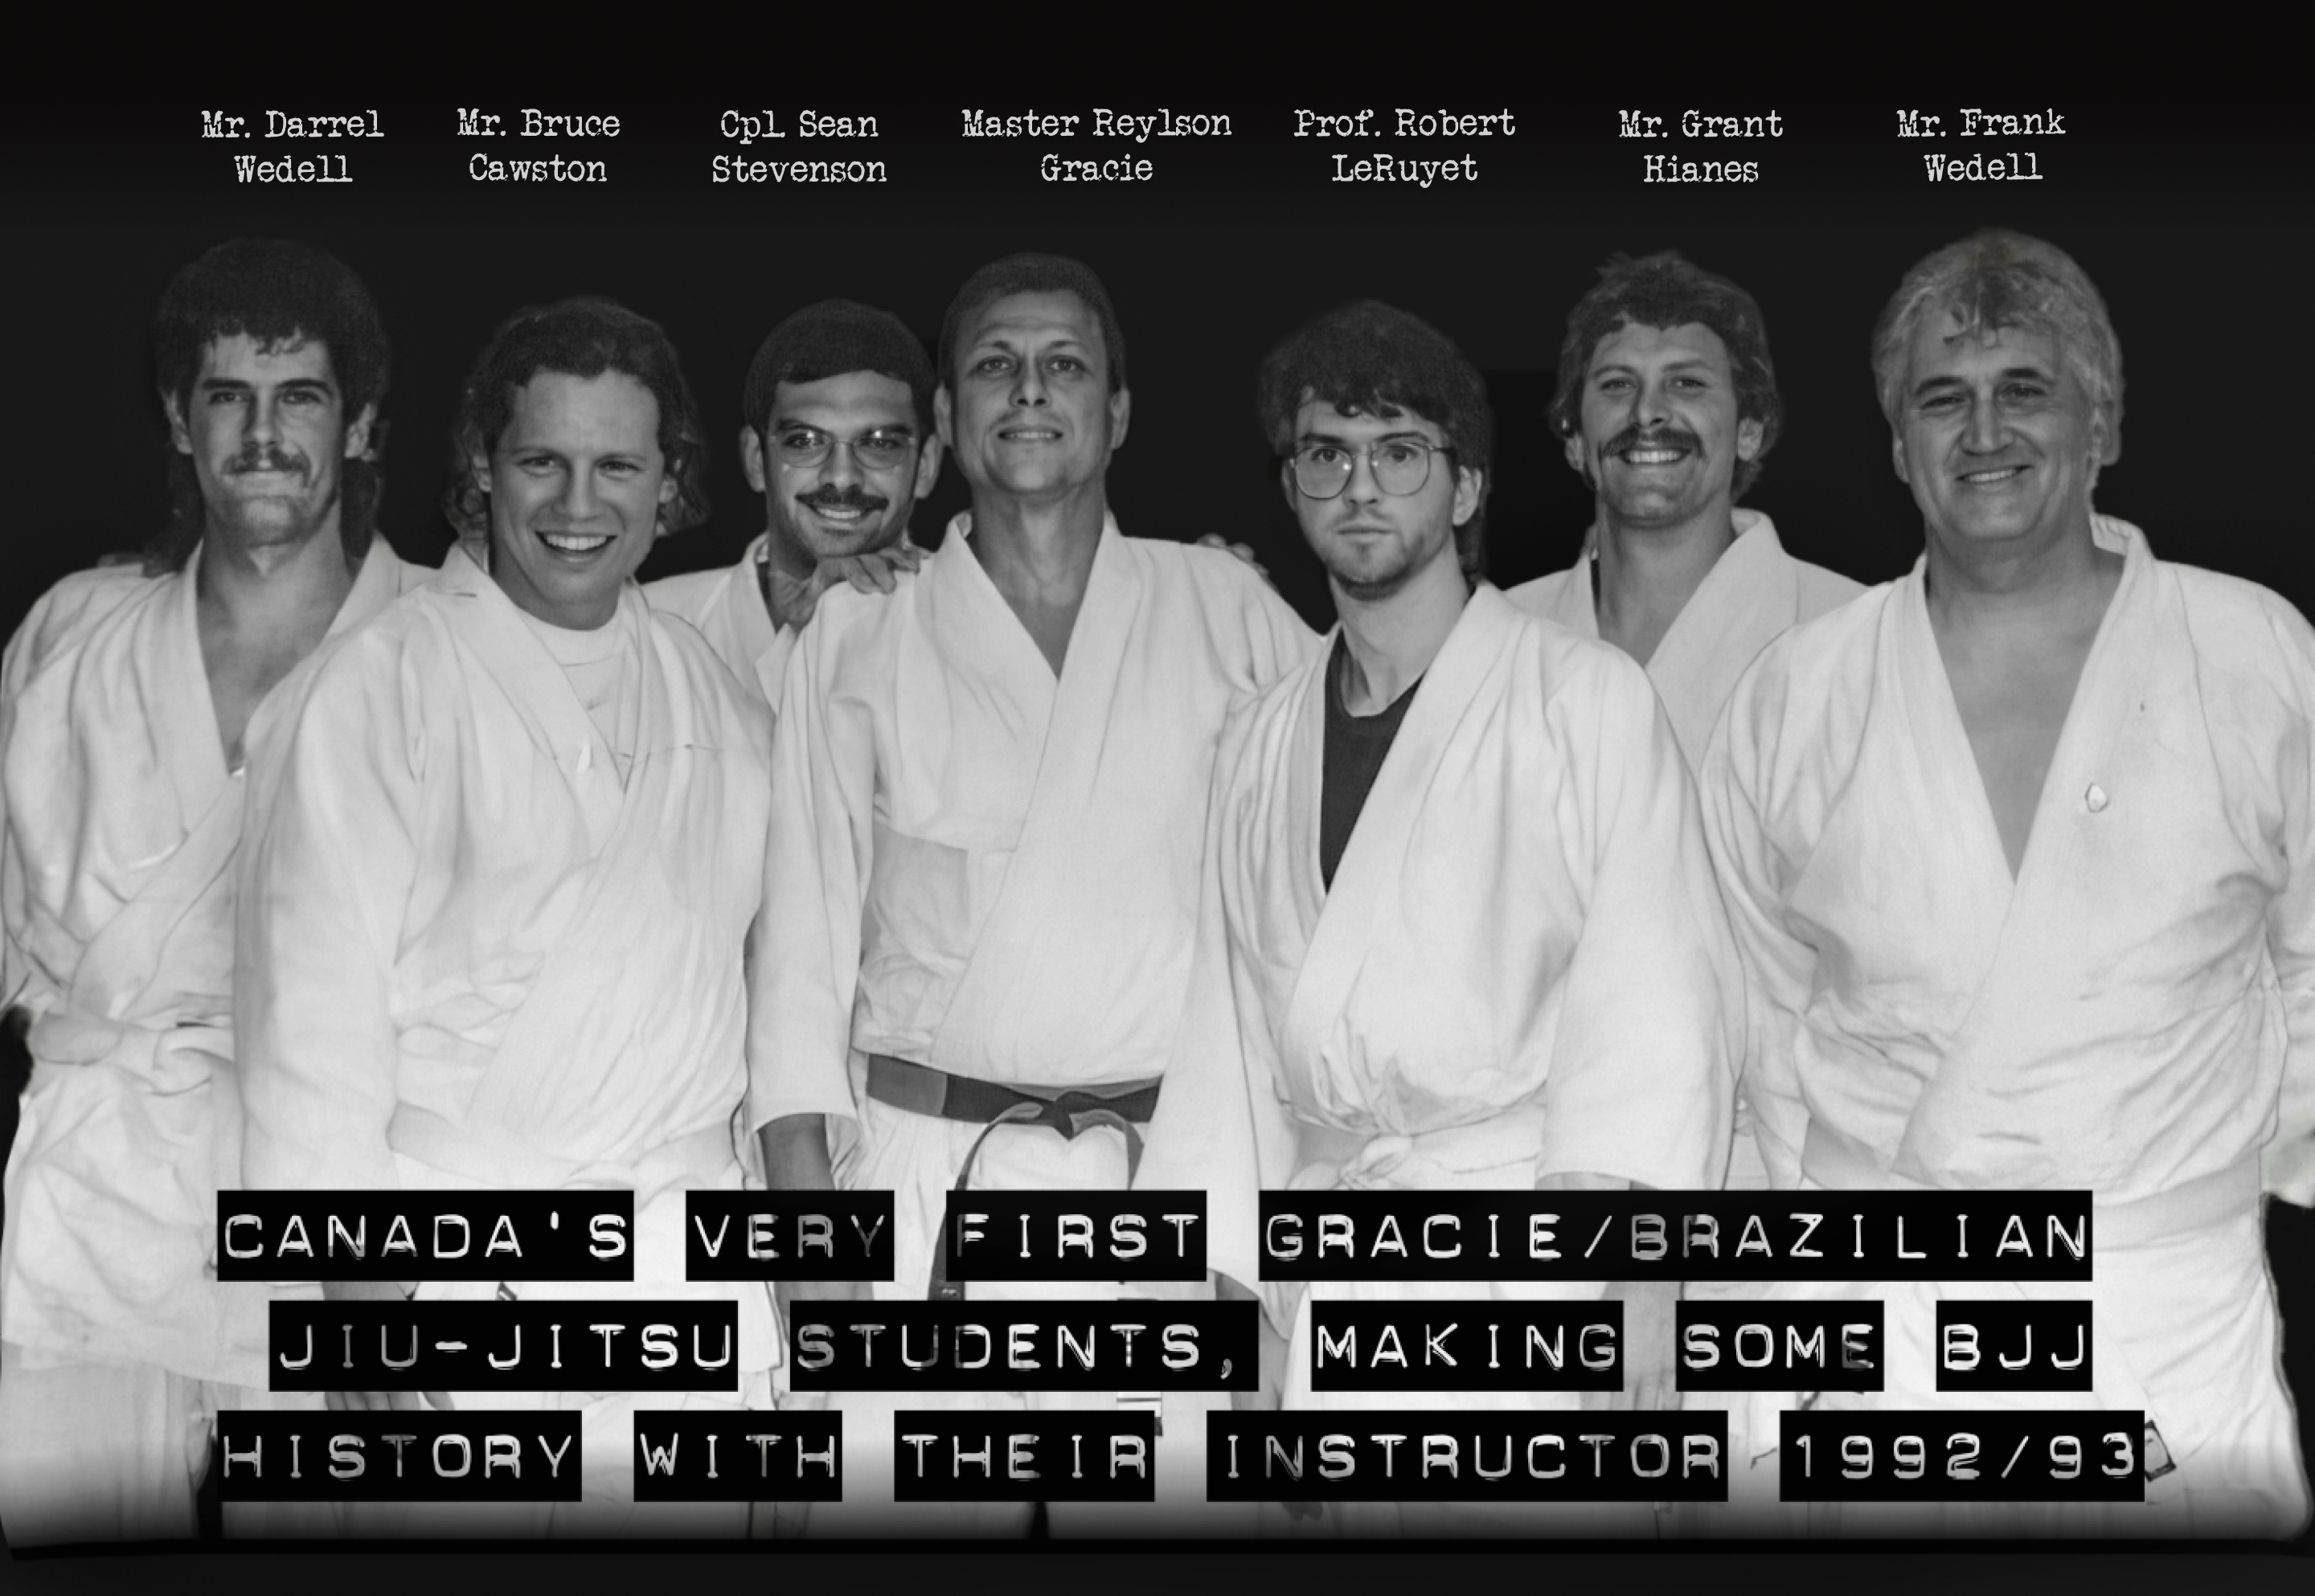 Mr. Darrel Wedell
Mr. Bruce Cawston
Cpl Sean Stevenson
Master Reylson Gracie
Prof. Robert LeRuyet
Mr. Grant Hianes
Mr. Frank Wedell
CANADA'S VERY FIRST GRACIE/BRAZILIAN
JIU-JITSU STUDENTS, MAKING SOME BJJ
HISTORY WITH THEIR INSTRUCTOR 1992/93